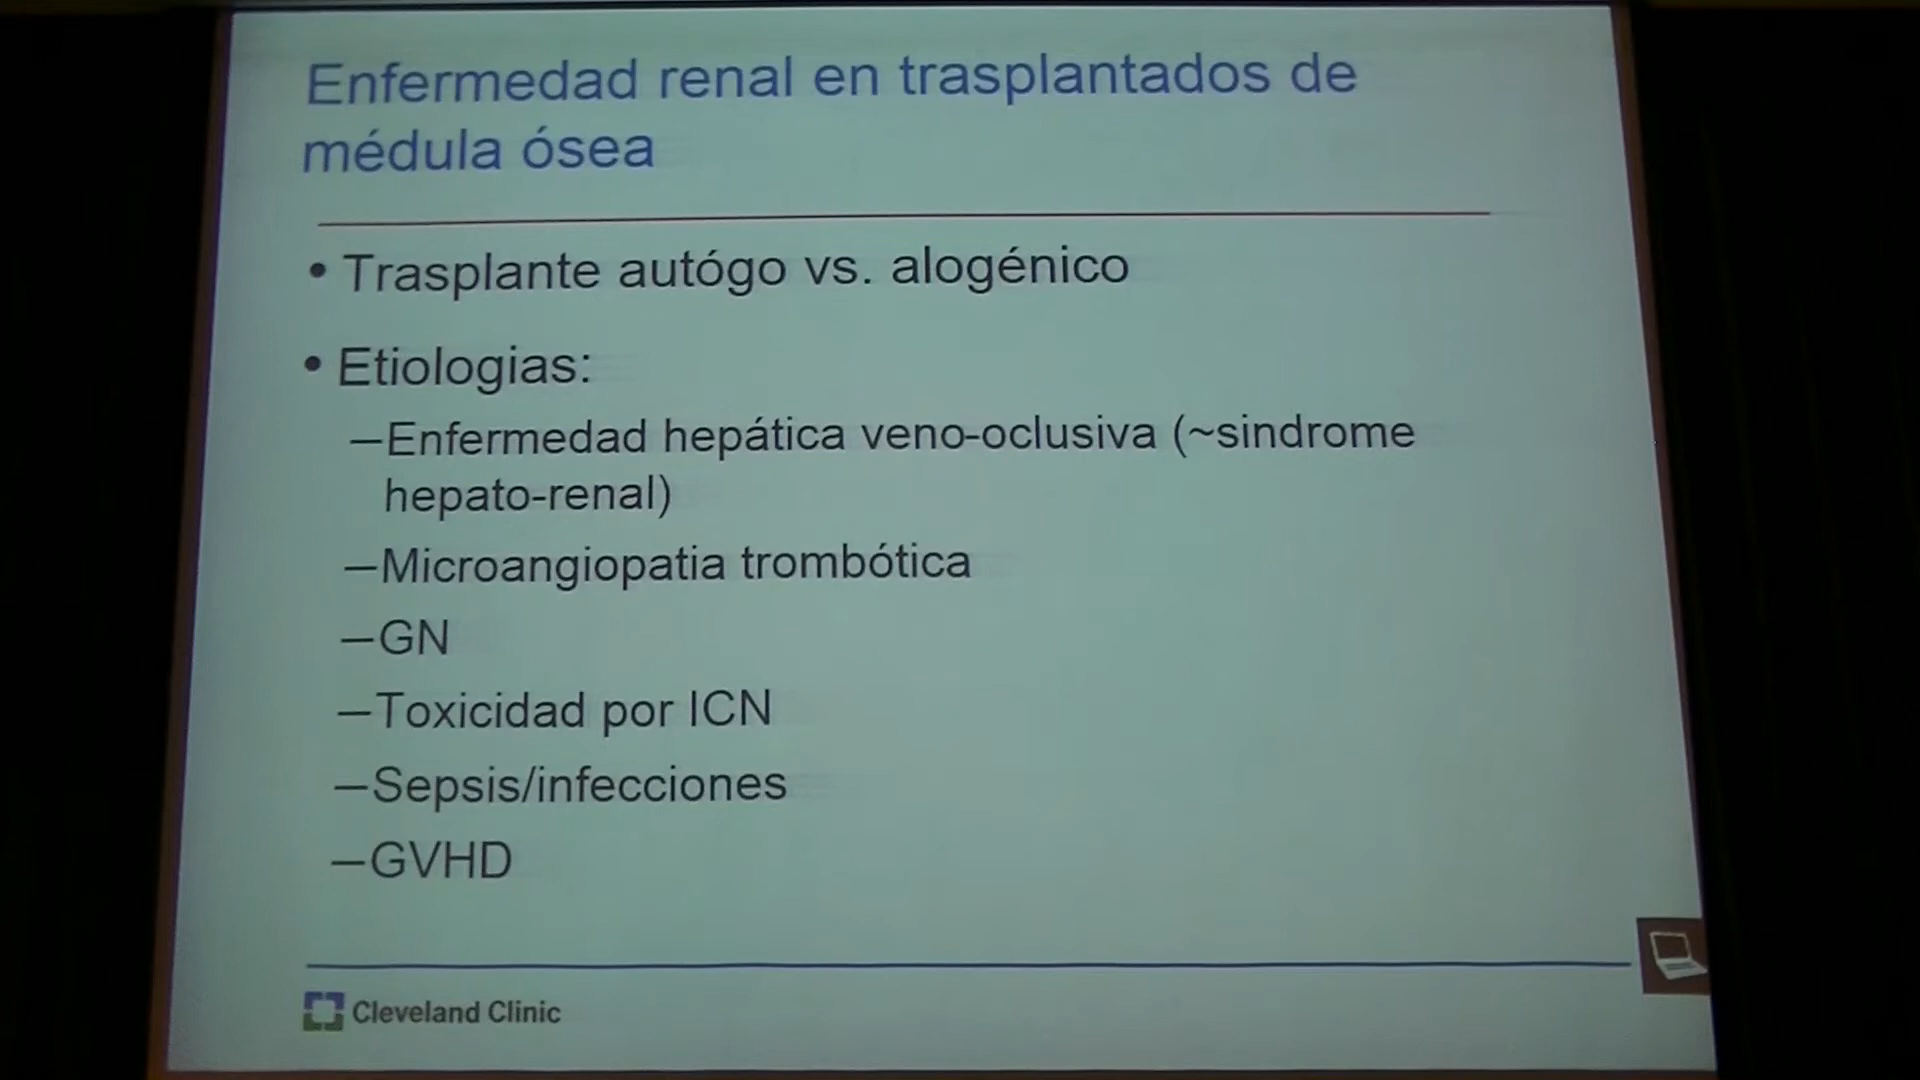 Enfermedad renal en trasplantados de
médula ósea
• Trasplante autógo vs. alogénico
• Etiologias:
–Enfermedad hepática veno-oclusiva (~sindrome
hepato-renal)
–Microangiopatia trombótica
–GN
–Toxicidad por ICN
–Sepsis/infecciones
–GVHD
Cleveland Clinic